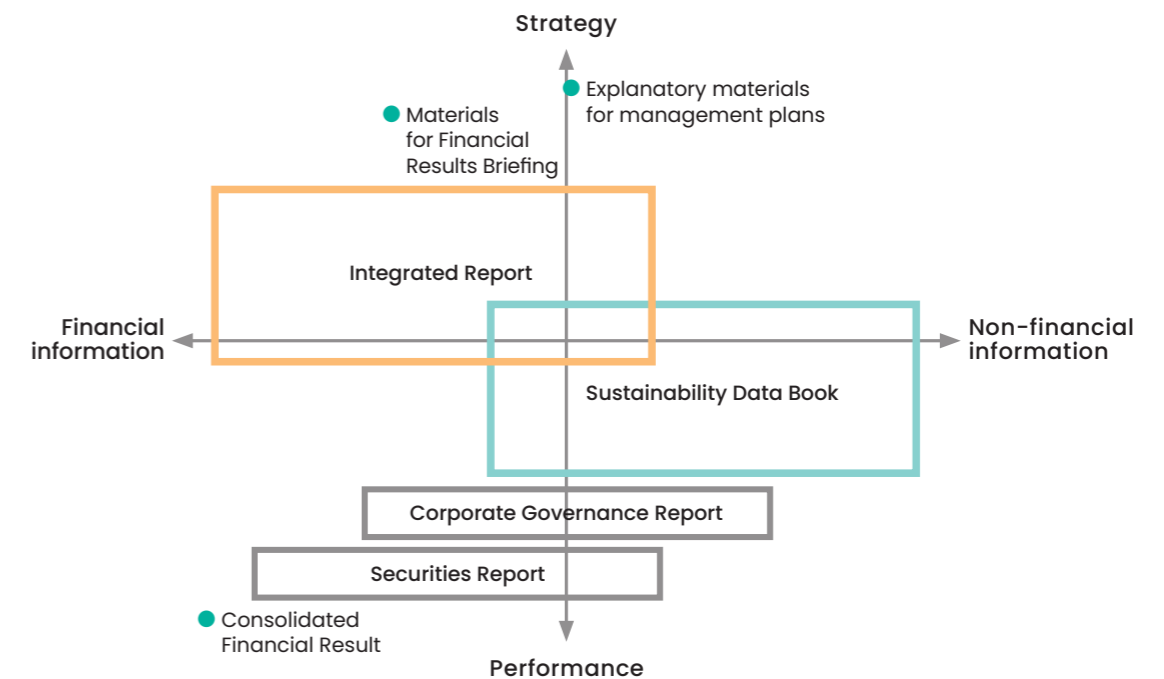 Strategy
Explanatory materials
for management plans
Materials
for Financial
Results Briefing
Integrated Report
Financial
information
Non-financial
information
Sustainability Data Book
Corporate Governance Report
Securities Report
Consolidated
Financial Result
Performance